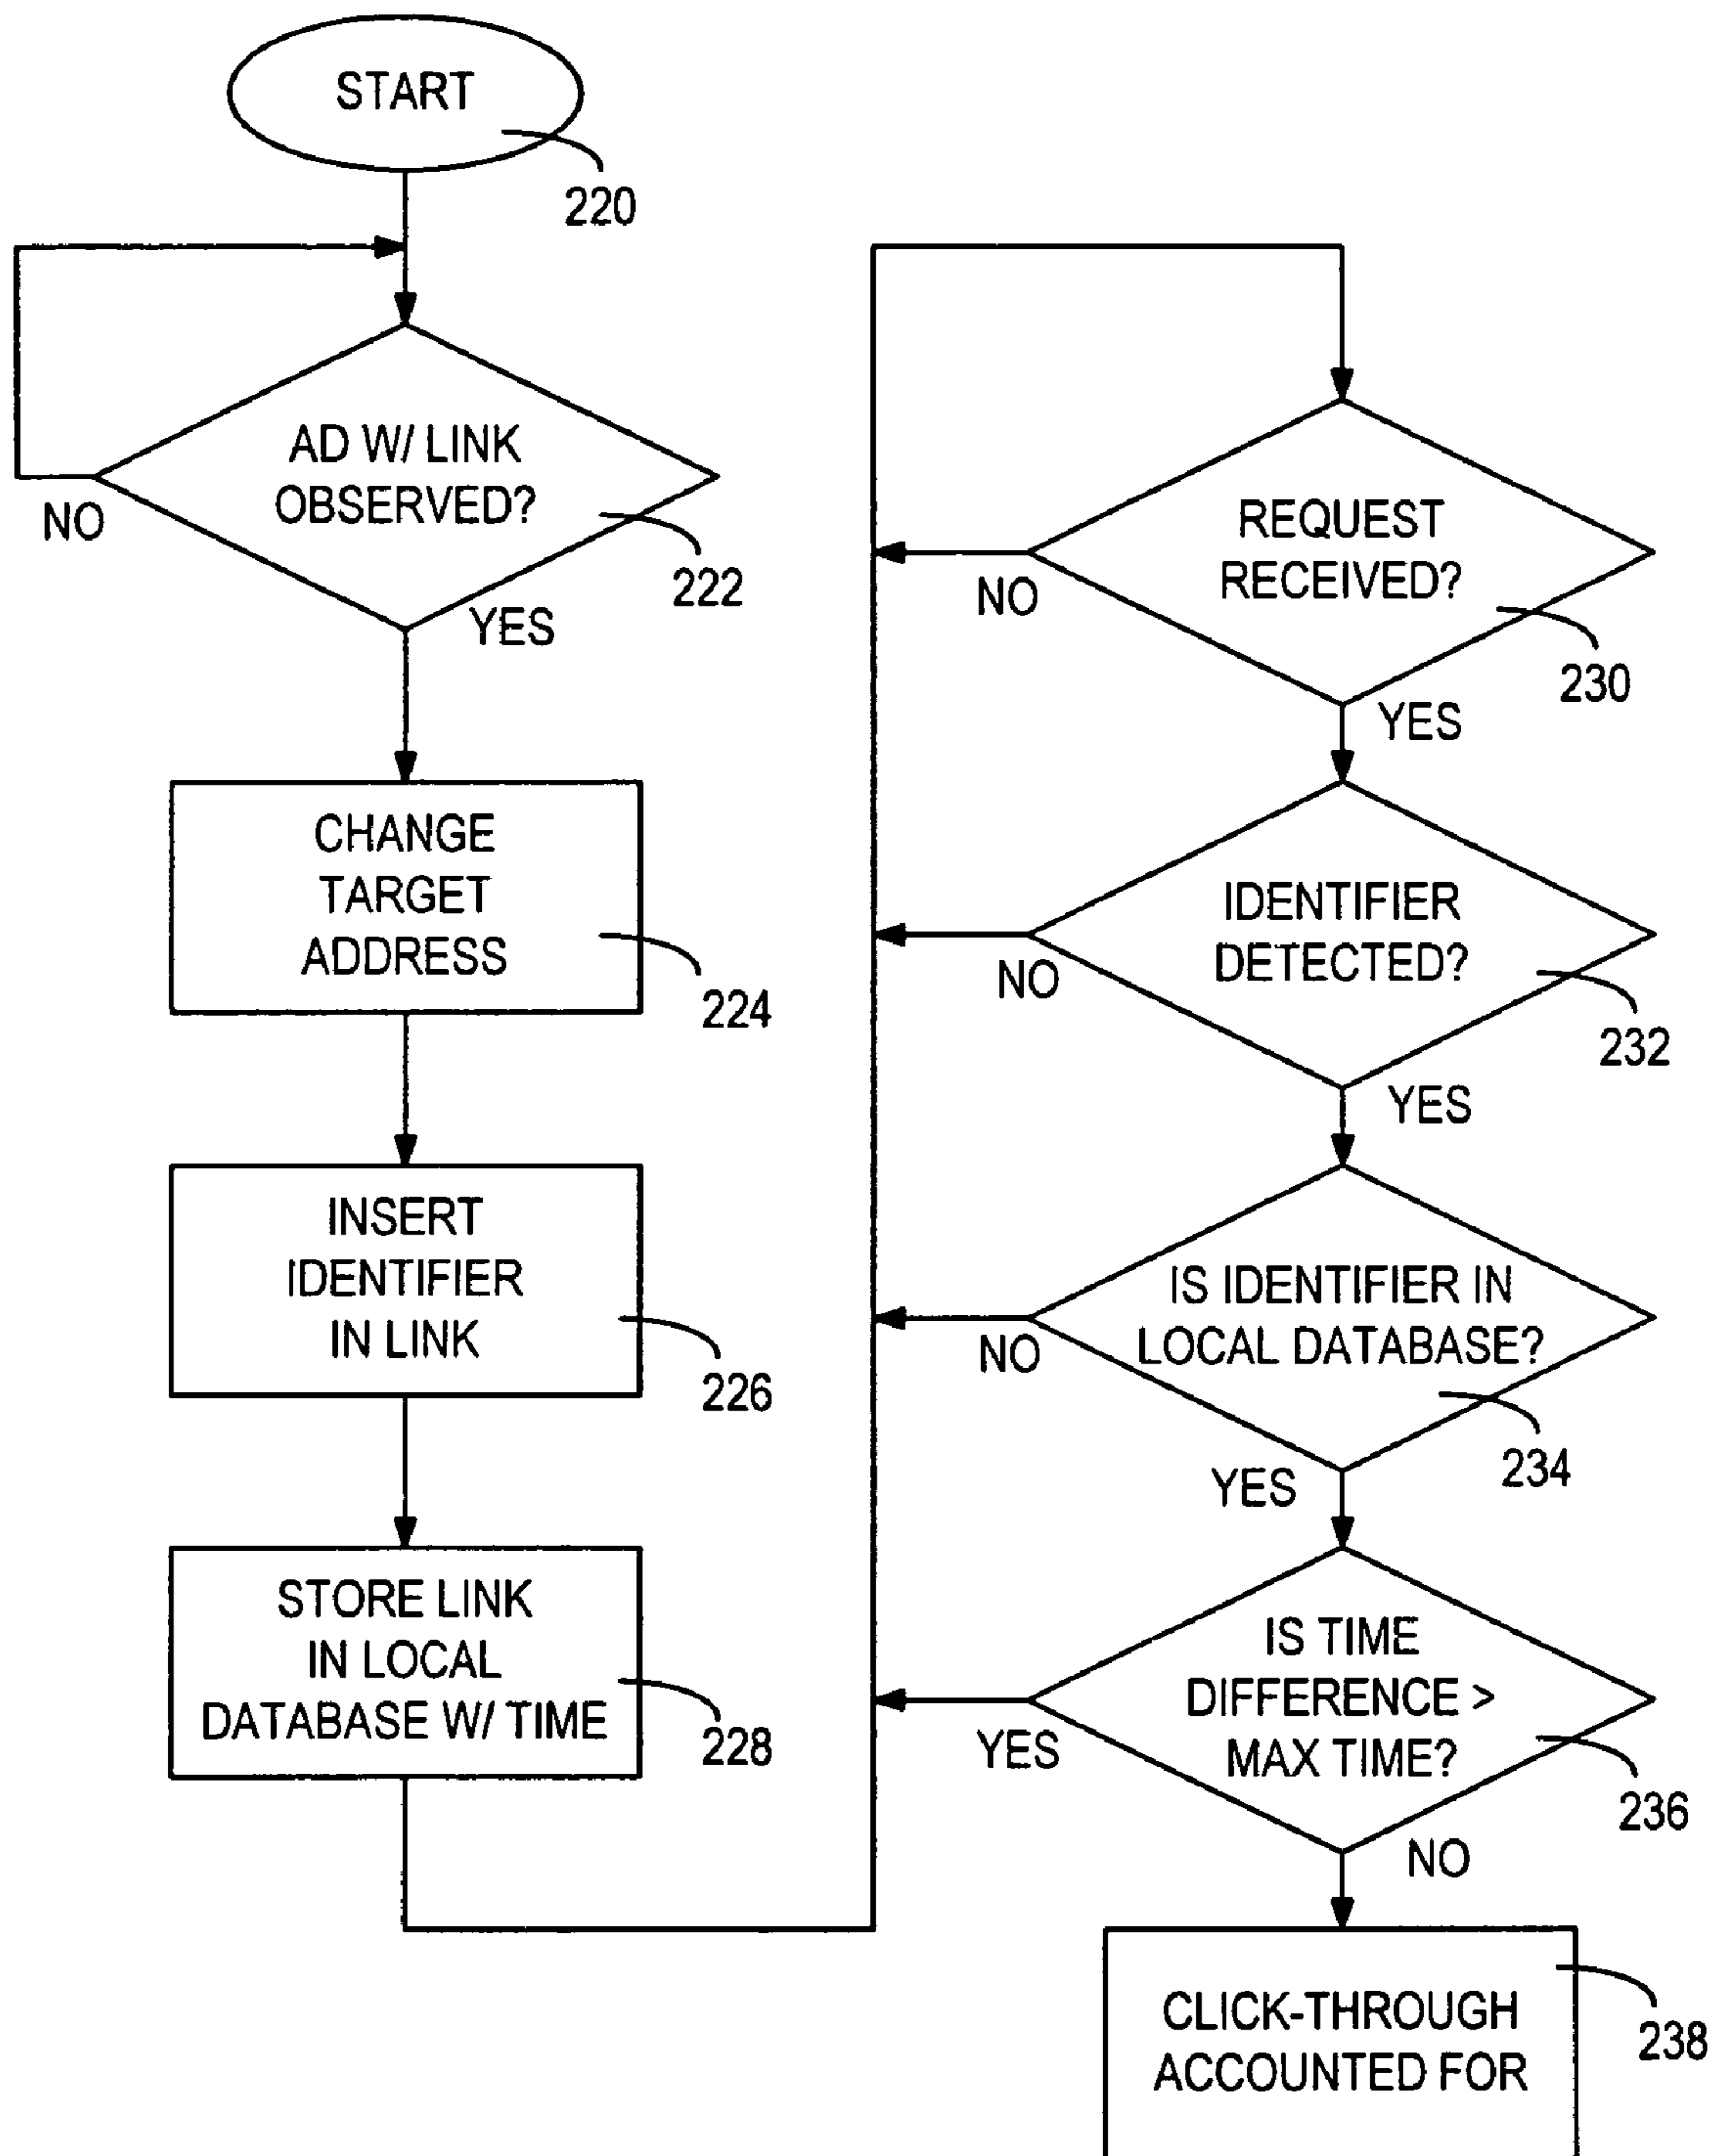 START
220
AD W/ LINK
OBSERVED?
NO
222
YES
CHANGE
TARGET
ADDRESS
224
INSERT
IDENTIFIER
IN LINK
226
STORE LINK
IN LOCAL
DATABASE W/ TIME
228
REQUEST
RECEIVED?
NO
230
YES
IDENTIFIER
DETECTED?
NO
232
YES
IS IDENTIFIER IN
LOCAL DATABASE?
NO
234
YES
IS TIME
DIFFERENCE >
MAX TIME?
YES
236
NO
CLICK-THROUGH
ACCOUNTED FOR
238